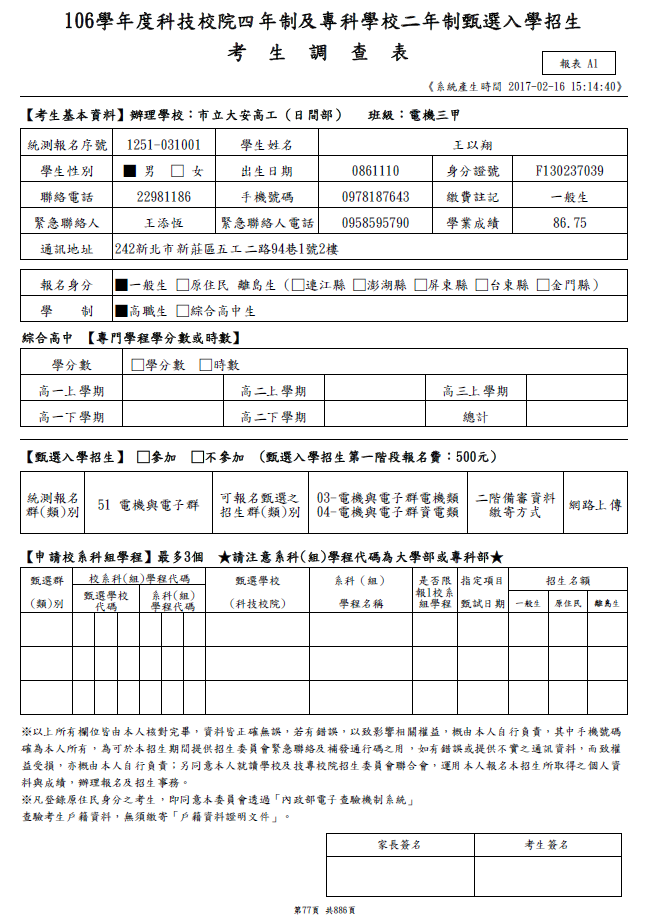 106學年度科技校院四年制及專科學校二年制甄選入學招生
考 生 調 查 表
報表 A1
《系統產生時間 2017-02-16 15:14:40》
【考生基本資料】辦理學校：市立大安高工（日間部） 班級：電機三甲
統測報名序號 1251-031001 學生姓名 王以翔
學生性別 ■ 男 □ 女 出生日期 0861110 身分證號 F130237039
聯絡電話 22981186 手機號碼 0978187643 繳費註記 一般生
緊急聯絡人 王添恆 緊急聯絡人電話 0958595790 學業成績 86.75
通訊地址 242新北市新莊區五工二路94巷1號2樓
報名身分 ■一般生 □原住民 離島生（□連江縣 □澎湖縣 □屏東縣 □台東縣 □金門縣）
學 制 ■高職生 □綜合高中生
綜合高中 【專門學程學分數或時數】
學分數 □學分數 □時數
高一上學期 高二上學期 高三上學期
高一下學期 高二下學期 總計
【甄選入學招生】 □參加 □不參加 （甄選入學招生第一階段報名費：500元）
統測報名群(類)別 51 電機與電子群 可報名甄選之招生群(類)別 03-電機與電子群電機類 04-電機與電子群資電類 二階備審資料繳寄方式 網路上傳
【申請校系科組學程】最多3個 ★請注意系科(組)學程代碼為大學部或專科部★
甄選群(類)別 校系科(組)學程代碼 甄選學校代碼 系科(組)學程代碼 甄選學校(科技校院) 系科（組）學程名稱 是否限報1校系組學程 指定項目甄試日期 招生名額 一般生 原住民 離島生
※以上所有欄位皆由本人核對完畢，資料皆正確無誤，若有錯誤，以致影響相關權益，概由本人自行負責，其中手機號碼
確為本人所有，為可於本招生期間提供招生委員會緊急聯絡及補發通行碼之用，如有錯誤或提供不實之通訊資料，而致權
益受損，亦概由本人自行負責；另同意本人就讀學校及技專校院招生委員會聯合會，運用本人報名本招生所取得之個人資
料與成績，辦理報名及招生事務。
※凡登錄原住民身分之考生，即同意本委員會透過「內政部電子查驗機制系統」
查驗考生戶籍資料，無須繳寄「戶籍資料證明文件」。
家長簽名 考生簽名
第77頁 共886頁